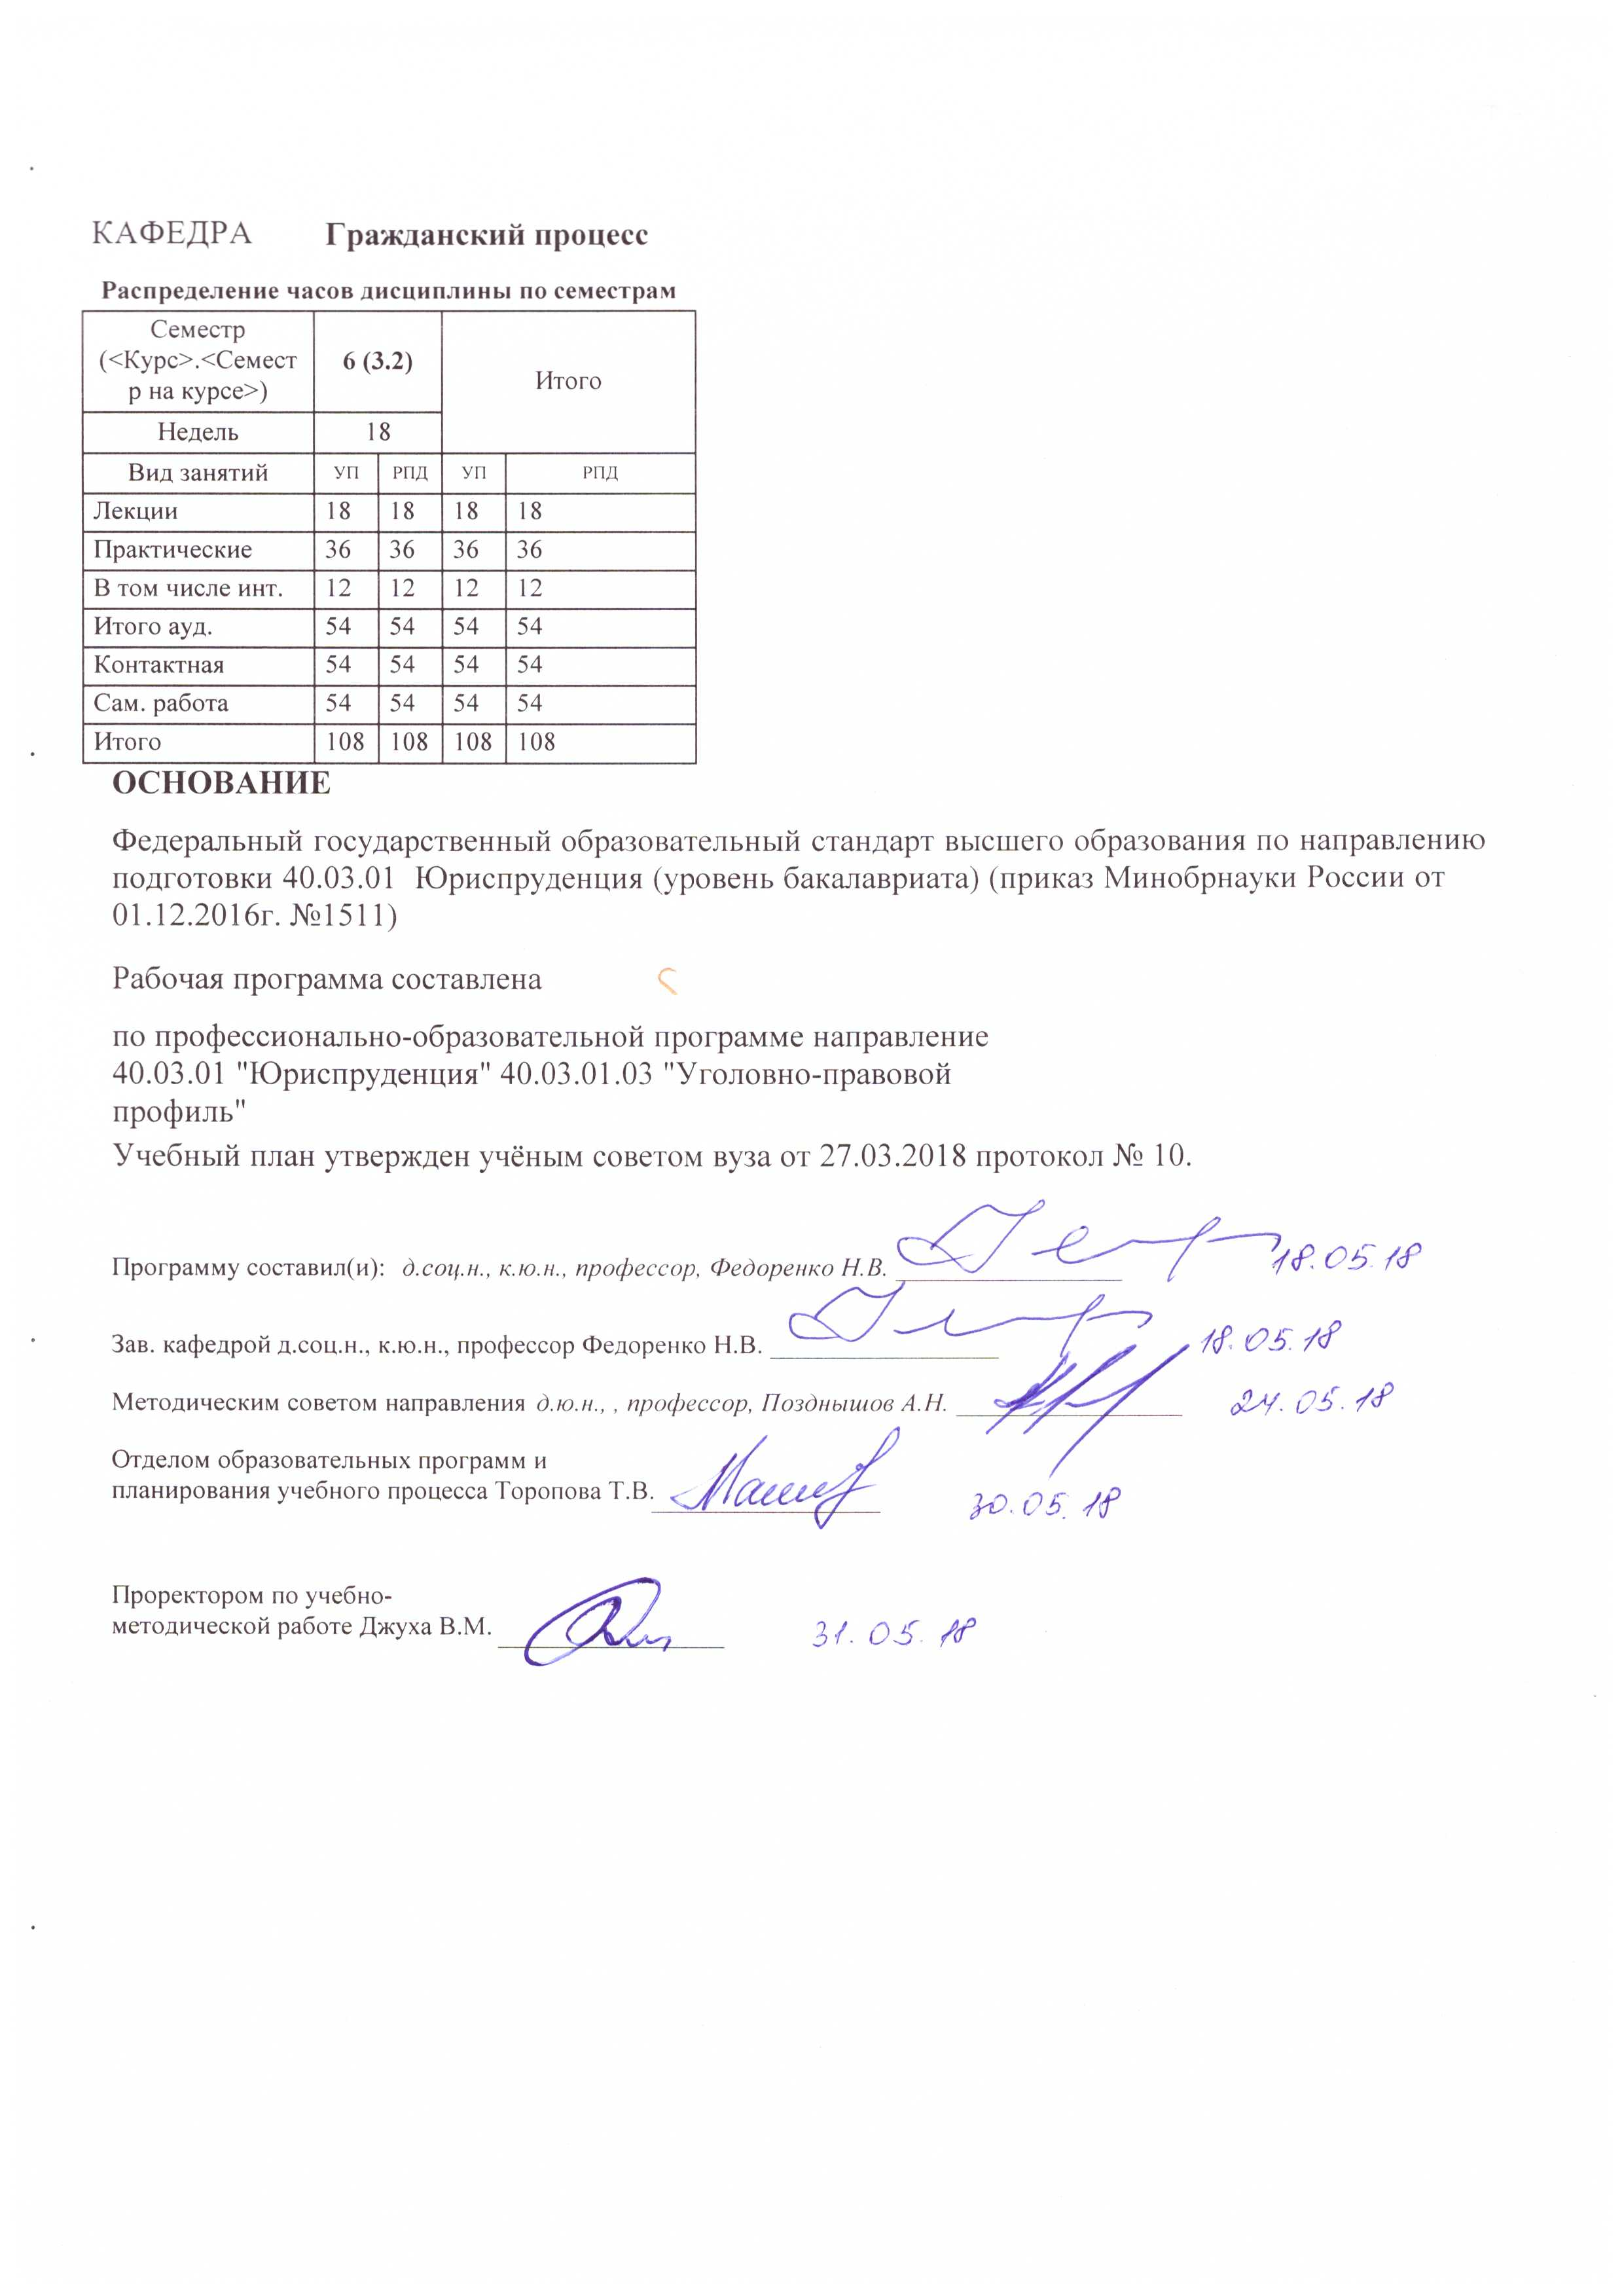 КАФЕДРА Гражданский процесс
Распределение часов дисциплины по семестрам
Семестр
(<Курс>.<Семест
р на курсе>)
6 (3.2)
Итого
Недель 18
Вид занятий УП РПД УП РПД
Лекции 18 18 18 18
Практические 36 36 36 36
В том числе инт. 12 12 12 12
Итого ауд. 54 54 54 54
Контактная 54 54 54 54
Сам. работа 54 54 54 54
Итого 108 108 108 108
ОСНОВАНИЕ
Федеральный государственный образовательный стандарт высшего образования по направлению
подготовки 40.03.01 Юриспруденция (уровень бакалавриата) (приказ Минобрнауки России от
01.12.2016г. №1511)
Рабочая программа составлена
по профессионально-образовательной программе направление
40.03.01 "Юриспруденция" 40.03.01.03 "Уголовно-правовой
профиль"
Учебный план утвержден учёным советом вуза от 27.03.2018 протокол № 10.
Программу составил(и): д.соц.н., к.ю.н., профессор, Федоренко Н.В. 18.05.18
Зав. кафедрой д.соц.н., к.ю.н., профессор Федоренко Н.В. 18.05.18
Методическим советом направления д.ю.н., , профессор, Позднышов А.Н. 24.05.18
Отделом образовательных программ и
планирования учебного процесса Торопова Т.В. 30.05.18
Проректором по учебно-
методической работе Джуха В.М. 31.05.18